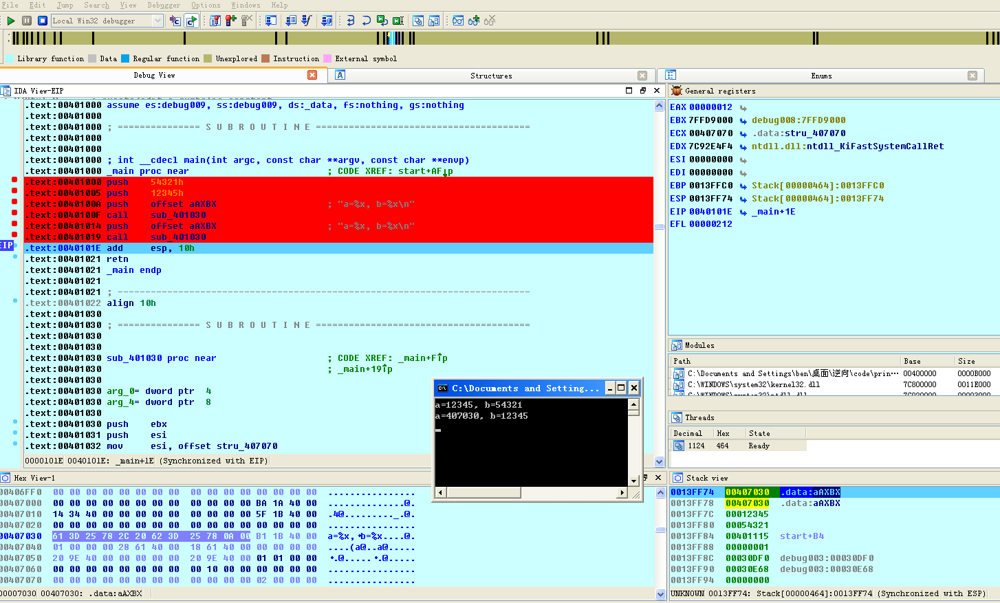 File Edit Jump Search View Debugger Options Windows Help
Local Win32 debugger
Library function Data Regular function Unexplored Instruction External symbol
Debug View Structures Enums
IDA View-EIP
.text:00401000 assume es:debug009, ss:debug009, ds:_data, fs:nothing, gs:nothing
.text:00401000
.text:00401000 ; =============== S U B R O U T I N E =======================================
.text:00401000
.text:00401000
.text:00401000 ; int __cdecl main(int argc, const char **argv, const char **envp)
.text:00401000 _main proc near ; CODE XREF: start+AF↓p
.text:00401000 push 54321h
.text:00401005 push 12345h
.text:0040100A push offset aAXBX ; "a=%x, b=%x\n"
.text:0040100F call sub_401030
.text:00401014 push offset aAXBX ; "a=%x, b=%x\n"
.text:00401019 call sub_401030
EIP .text:0040101E add esp, 10h
.text:00401021 retn
.text:00401021 _main endp
.text:00401021
.text:00401021 ; ---------------------------------------------------------------------------
.text:00401022 align 10h
.text:00401030
.text:00401030 ; =============== S U B R O U T I N E =======================================
.text:00401030
.text:00401030
.text:00401030 sub_401030 proc near ; CODE XREF: _main+F↑p
.text:00401030 ; _main+19↑p
.text:00401030
.text:00401030 arg_0= dword ptr 4
.text:00401030 arg_4= dword ptr 8
.text:00401030
.text:00401030 push ebx
.text:00401031 push esi
.text:00401032 mov esi, offset stru_407070
0000101E 0040101E: _main+1E (Synchronized with EIP)
General registers
EAX 00000012
EBX 7FFD9000 debug008:7FFD9000
ECX 00407070 .data:stru_407070
EDX 7C92E4F4 ntdll.dll:ntdll_KiFastSystemCallRet
ESI 00000000
EDI 00000000
EBP 0013FFC0 Stack[00000464]:0013FFC0
ESP 0013FF74 Stack[00000464]:0013FF74
EIP 0040101E _main+1E
EFL 00000212
Modules
Path Base Size
C:\Documents and Settings\ben\桌面\逆向\code\prin··· 00400000 0000B000
C:\WINDOWS\system32\kernel32.dll 7C800000 0011E000
Threads
Decimal Hex State
1124 464 Ready
C:\Documents and Setting...
a=12345, b=54321
a=407030, b=12345
Hex View-1
00406FF0 00 00 00 00 00 00 00 00 00 00 00 00 00 00 00 00 ................
00407000 00 00 00 00 00 00 00 00 00 00 00 00 BA 1A 40 00 ..............@.
00407010 14 34 40 00 00 00 00 00 00 00 00 00 5F 1B 40 00 .4@........._.@.
00407020 00 00 00 00 00 00 00 00 00 00 00 00 00 00 00 00 ................
00407030 61 3D 25 78 2C 20 62 3D 25 78 0A 00 B1 1B 40 00 a=%x, b=%x....@.
00407040 01 00 00 00 28 61 40 00 18 61 40 00 00 00 00 00 ....(a@..a@.....
00407050 20 9E 40 00 00 00 00 00 20 9E 40 00 01 01 00 00 .@..... .@.....
00407060 00 00 00 00 00 00 00 00 00 10 00 00 00 00 00 00 ................
00407070 00 00 00 00 00 00 00 00 00 00 00 00 02 00 00 00 ................
00007030 00407030: .data:aAXBX
Stack view
0013FF74 00407030 .data:aAXBX
0013FF78 00407030 .data:aAXBX
0013FF7C 00012345
0013FF80 00054321
0013FF84 00401115 start+B4
0013FF88 00000001
0013FF8C 00030DF0 debug003:00030DF0
0013FF90 00030E68 debug003:00030E68
0013FF94 00000000
UNKNOWN 0013FF74: Stack[00000464]:0013FF74 (Synchronized with ESP)